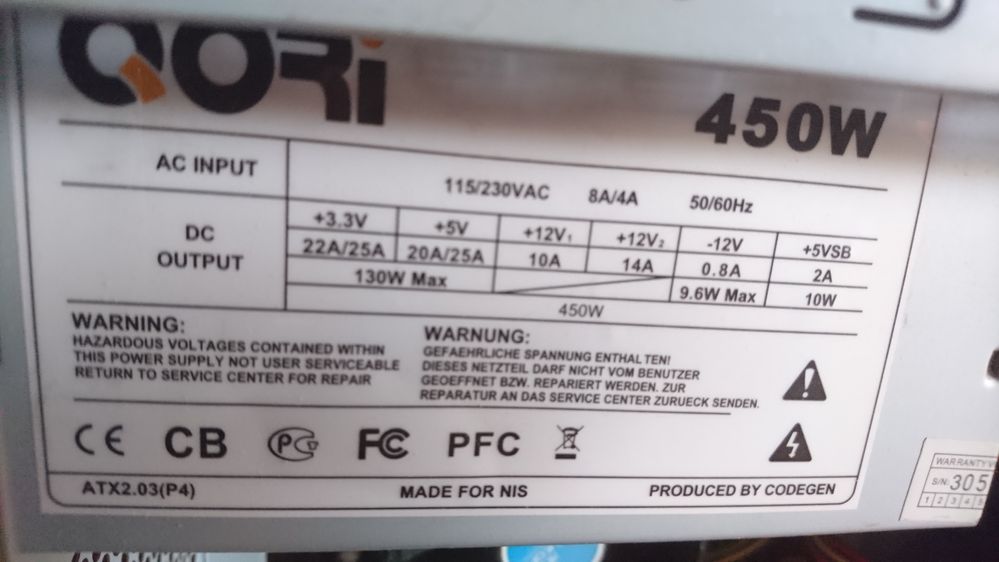 QORi
450W
AC INPUT 115/230VAC 8A/4A 50/60Hz
DC OUTPUT
+3.3V +5V +12V₁ +12V₂ -12V +5VSB
22A/25A 20A/25A 10A 14A 0.8A 2A
130W Max 9.6W Max 10W
450W
WARNING:
HAZARDOUS VOLTAGES CONTAINED WITHIN
THIS POWER SUPPLY NOT USER SERVICEABLE
RETURN TO SERVICE CENTER FOR REPAIR
WARNUNG:
GEFAEHRLICHE SPANNUNG ENTHALTEN!
DIESES NETZTEIL DARF NICHT VOM BENUTZER
GEOEFFNET BZW. REPARIERT WERDEN. ZUR
REPARATUR AN DAS SERVICE CENTER ZURUECK SENDEN.
CE CB PG FC PFC
ATX2.03(P4) MADE FOR NIS PRODUCED BY CODEGEN
WARRANTY
S/N: 305
1 2 3 4 5